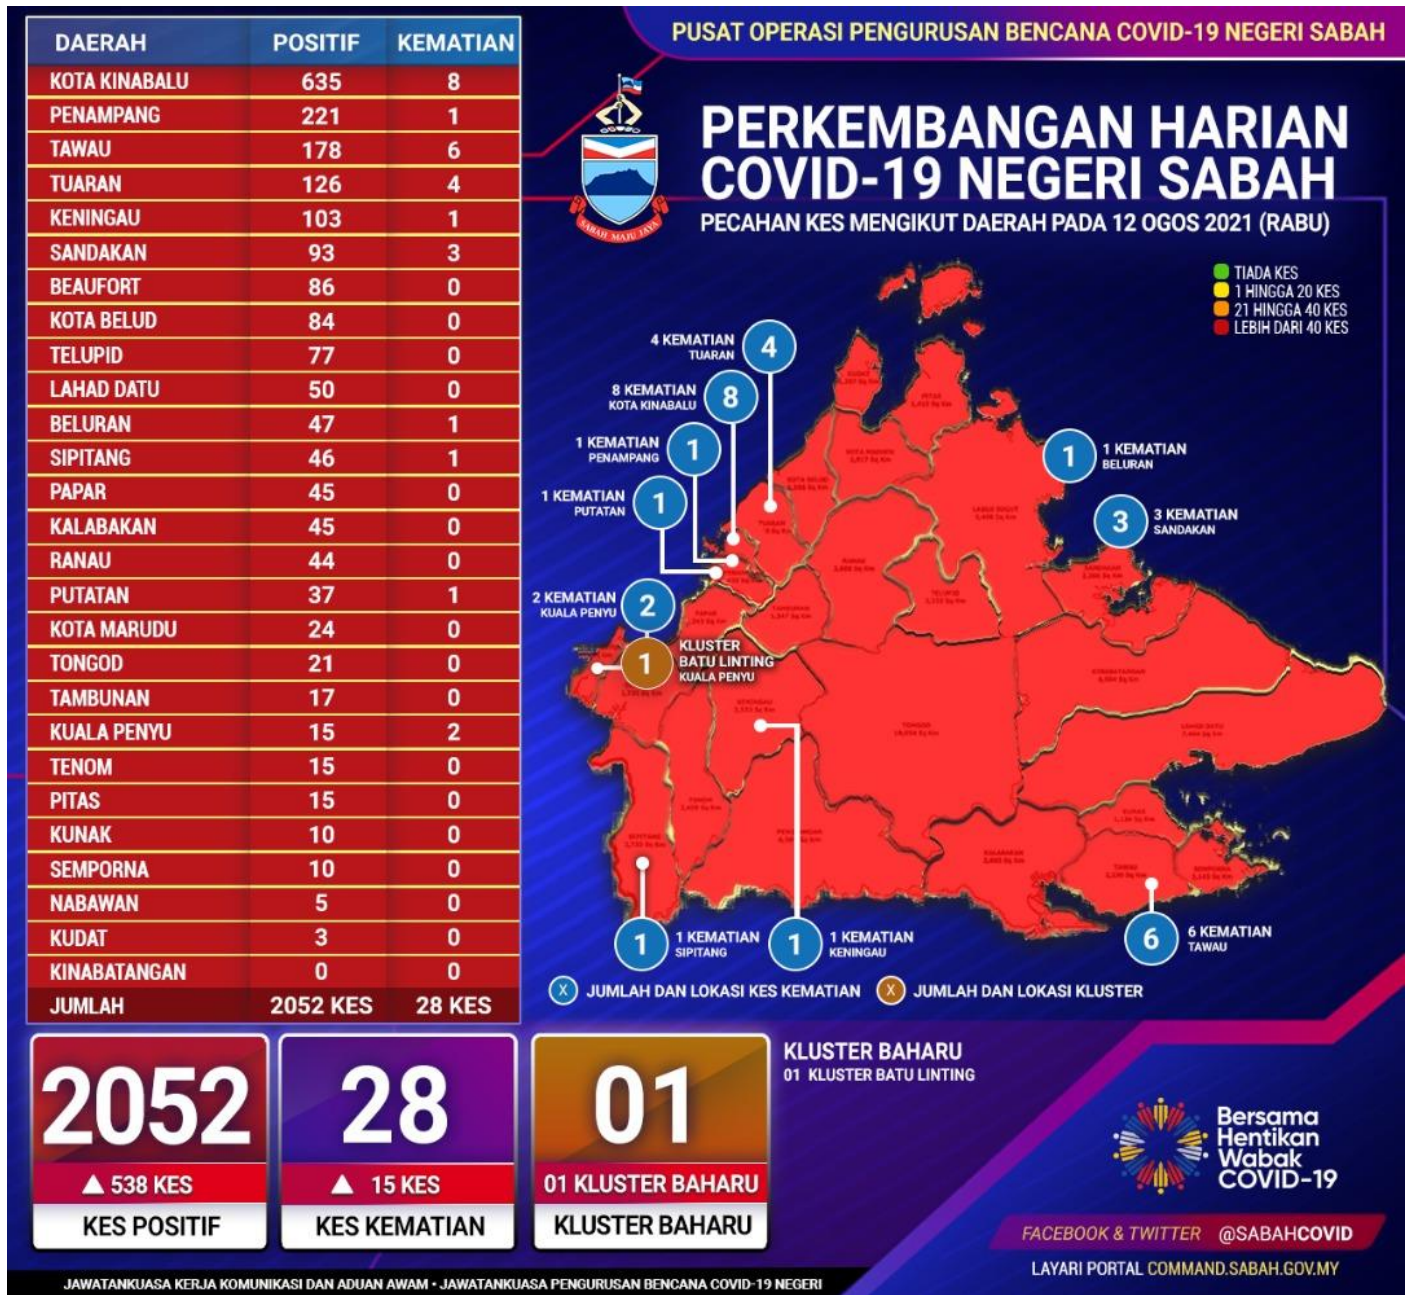 DAERAH POSITIF KEMATIAN
KOTA KINABALU 635 8
PENAMPANG 221 1
TAWAU 178 6
TUARAN 126 4
KENINGAU 103 1
SANDAKAN 93 3
BEAUFORT 86 0
KOTA BELUD 84 0
TELUPID 77 0
LAHAD DATU 50 0
BELURAN 47 1
SIPITANG 46 1
PAPAR 45 0
KALABAKAN 45 0
RANAU 44 0
PUTATAN 37 1
KOTA MARUDU 24 0
TONGOD 21 0
TAMBUNAN 17 0
KUALA PENYU 15 2
TENOM 15 0
PITAS 15 0
KUNAK 10 0
SEMPORNA 10 0
NABAWAN 5 0
KUDAT 3 0
KINABATANGAN 0 0
JUMLAH 2052 KES 28 KES
PUSAT OPERASI PENGURUSAN BENCANA COVID-19 NEGERI SABAH
SABAH MAJU JAYA
PERKEMBANGAN HARIAN
COVID-19 NEGERI SABAH
PECAHAN KES MENGIKUT DAERAH PADA 12 OGOS 2021 (RABU)
TIADA KES
1 HINGGA 20 KES
21 HINGGA 40 KES
LEBIH DARI 40 KES
4 KEMATIAN
TUARAN
4
8 KEMATIAN
KOTA KINABALU
8
1 KEMATIAN
PENAMPANG
1
1 KEMATIAN
PUTATAN
1
2 KEMATIAN
KUALA PENYU
2
1
KLUSTER
BATU LINTING
KUALA PENYU
1
1 KEMATIAN
BELURAN
3
3 KEMATIAN
SANDAKAN
1
1 KEMATIAN
SIPITANG
1
1 KEMATIAN
KENINGAU
6
6 KEMATIAN
TAWAU
PITAS
TUARAN
RANAU
TELUPID
TONGOD
KALABAKAN
X JUMLAH DAN LOKASI KES KEMATIAN X JUMLAH DAN LOKASI KLUSTER
2052
538 KES
KES POSITIF
28
15 KES
KES KEMATIAN
01
01 KLUSTER BAHARU
KLUSTER BAHARU
KLUSTER BAHARU
01 KLUSTER BATU LINTING
Bersama
Hentikan
Wabak
COVID-19
FACEBOOK & TWITTER @SABAHCOVID
LAYARI PORTAL COMMAND.SABAH.GOV.MY
JAWATANKUASA KERJA KOMUNIKASI DAN ADUAN AWAM • JAWATANKUASA PENGURUSAN BENCANA COVID-19 NEGERI